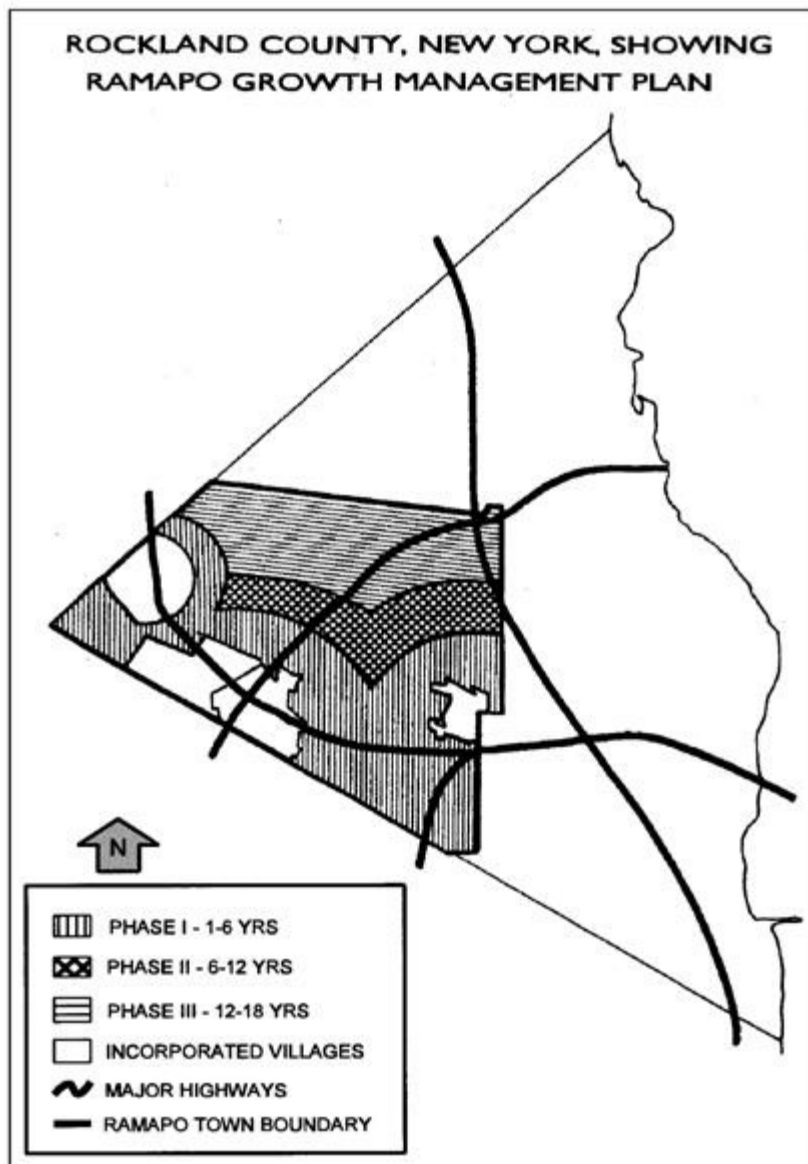 ROCKLAND COUNTY, NEW YORK, SHOWING
RAMAPO GROWTH MANAGEMENT PLAN
N
PHASE I - 1-6 YRS
PHASE II - 6-12 YRS
PHASE III - 12-18 YRS
INCORPORATED VILLAGES
MAJOR HIGHWAYS
RAMAPO TOWN BOUNDARY